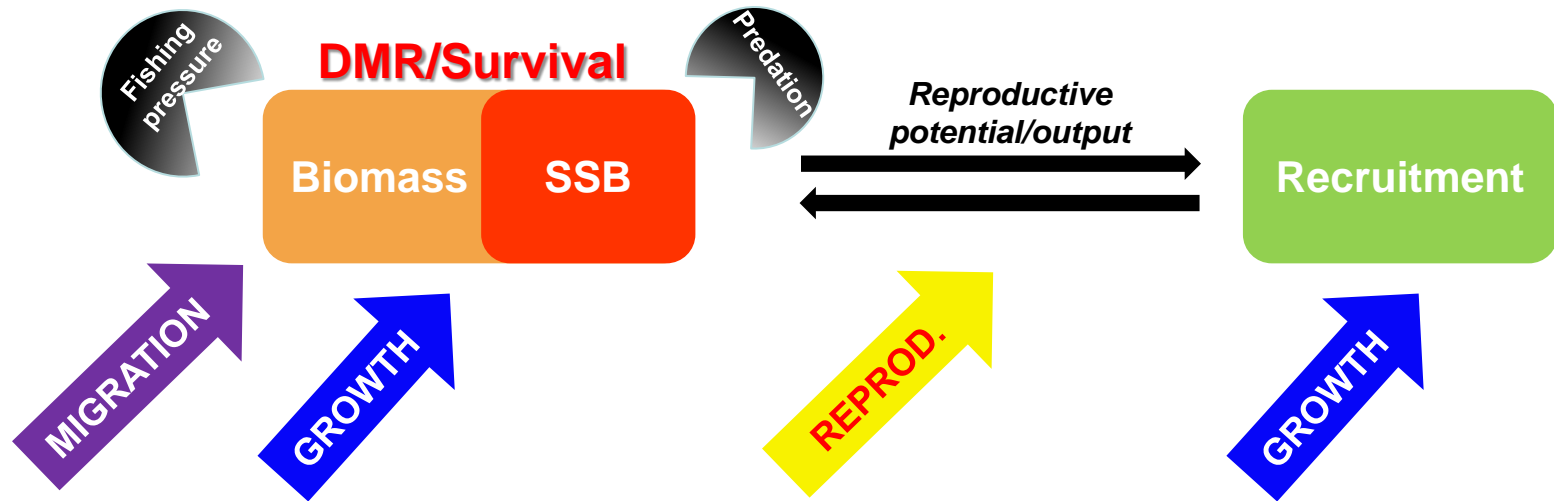 Fishing
pressure
DMR/Survival
Predation
Reproductive
potential/output
Biomass
SSB
Recruitment
MIGRATION
GROWTH
REPROD.
GROWTH